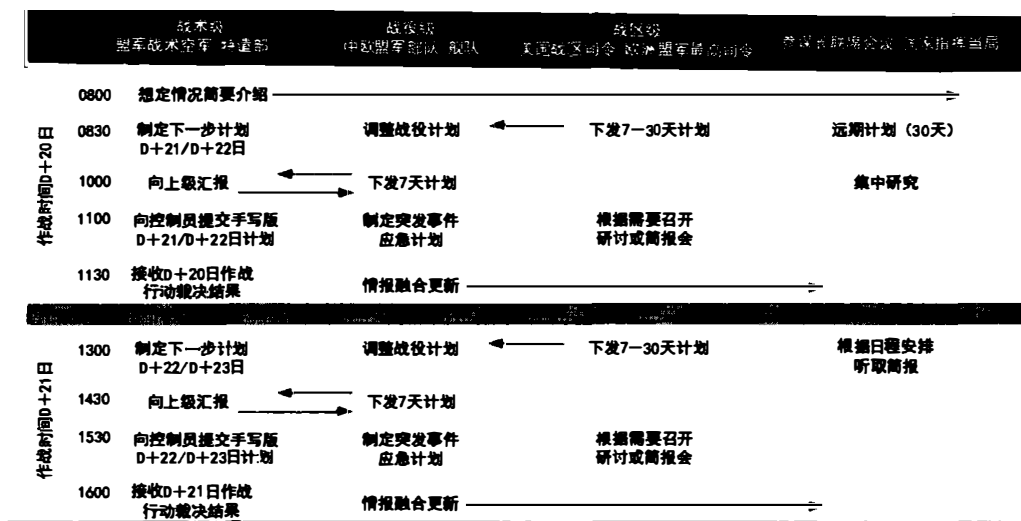 战术级
盟军战术空军 特遣部
战役级
中欧盟军部队 舰队
战区级
美国战区司令 欧洲盟军最高司令
参谋长联席会议 国家指挥当局
作战时间D+20日
0800 想定情况简要介绍
0830 制定下一步计划 调整战役计划 下发7—30天计划 远期计划（30天）
D+21/D+22日
1000 向上级汇报 下发7天计划 集中研究
1100 向控制员提交手写版 制定突发事件 根据需要召开
D+21/D+22日计划 应急计划 研讨或简报会
1130 接收D+20日作战 情报融合更新
行动裁决结果
作战时间D+21日
1300 制定下一步计划 调整战役计划 下发7—30天计划 根据日程安排
D+22/D+23日 听取简报
1430 向上级汇报 下发7天计划
1530 向控制员提交手写版 制定突发事件 根据需要召开
D+22/D+23日计划 应急计划 研讨或简报会
1600 接收D+21日作战 情报融合更新
行动裁决结果